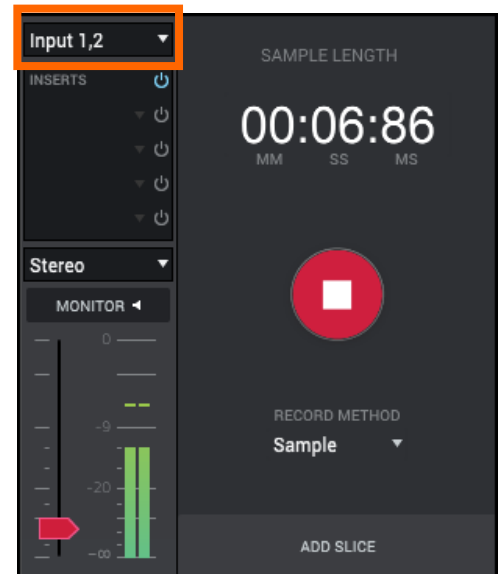 Input 1,2
INSERTS
Stereo
MONITOR
0
-9
-20
-∞
SAMPLE LENGTH
00:06:86
MM SS MS
RECORD METHOD
Sample
ADD SLICE